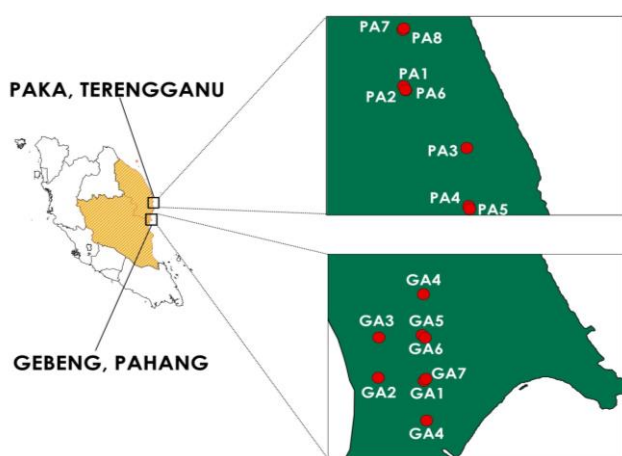 PAKA, TERENGGANU
GEBENG, PAHANG
PA7
PA8
PA1
PA2 PA6
PA3
PA4
PA5
GA4
GA3 GA5
GA6
GA2 GA7
GA1
GA4